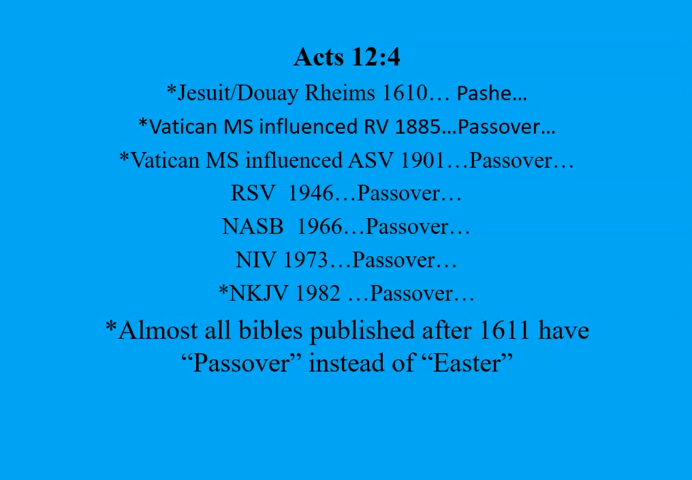 Acts 12:4
*Jesuit/Douay Rheims 1610… Pashe…
*Vatican MS influenced RV 1885…Passover…
*Vatican MS influenced ASV 1901…Passover…
RSV  1946…Passover…
NASB  1966…Passover…
NIV 1973…Passover…
*NKJV 1982 …Passover…
*Almost all bibles published after 1611 have
“Passover” instead of “Easter”